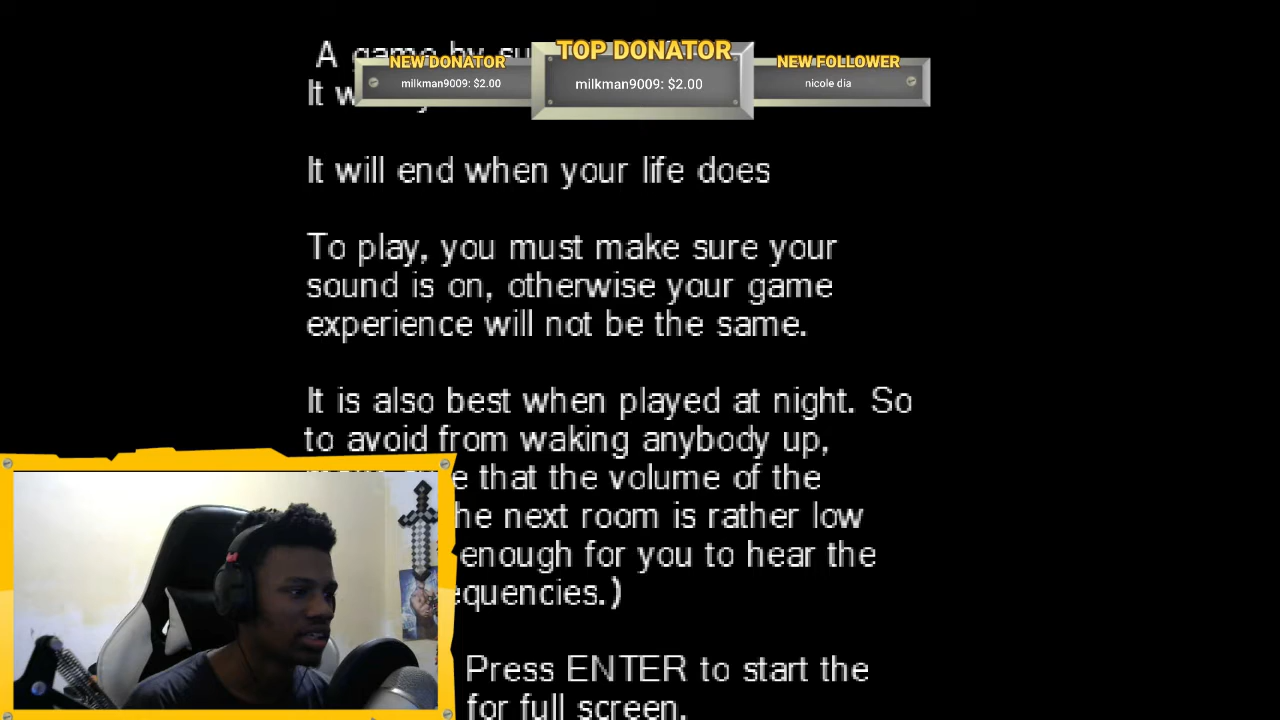 A game by su
NEW DONATOR
milkman9009: $2.00
TOP DONATOR
milkman9009: $2.00
NEW FOLLOWER
nicole dia
It w
It will end when your life does
To play, you must make sure your
sound is on, otherwise your game
experience will not be the same.
It is also best when played at night. So
to avoid from waking anybody up,
that the volume of the
he next room is rather low
enough for you to hear the
equencies.)
Press ENTER to start the
for full screen.